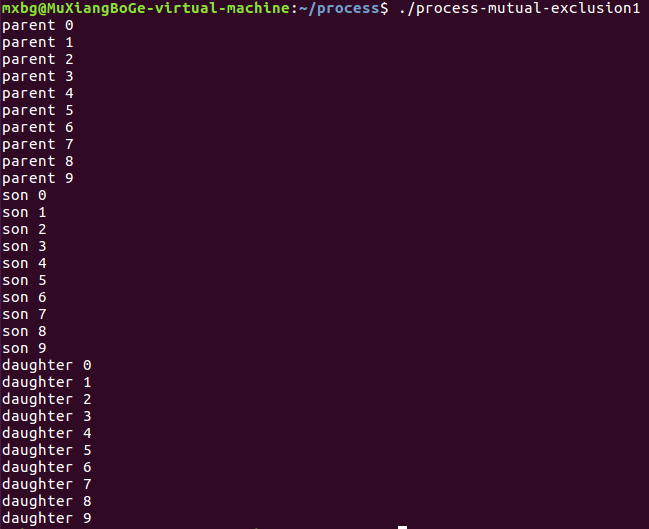 mxbg@MuXiangBoGe-virtual-machine:~/process$ ./process-mutual-exclusion1
parent 0
parent 1
parent 2
parent 3
parent 4
parent 5
parent 6
parent 7
parent 8
parent 9
son 0
son 1
son 2
son 3
son 4
son 5
son 6
son 7
son 8
son 9
daughter 0
daughter 1
daughter 2
daughter 3
daughter 4
daughter 5
daughter 6
daughter 7
daughter 8
daughter 9